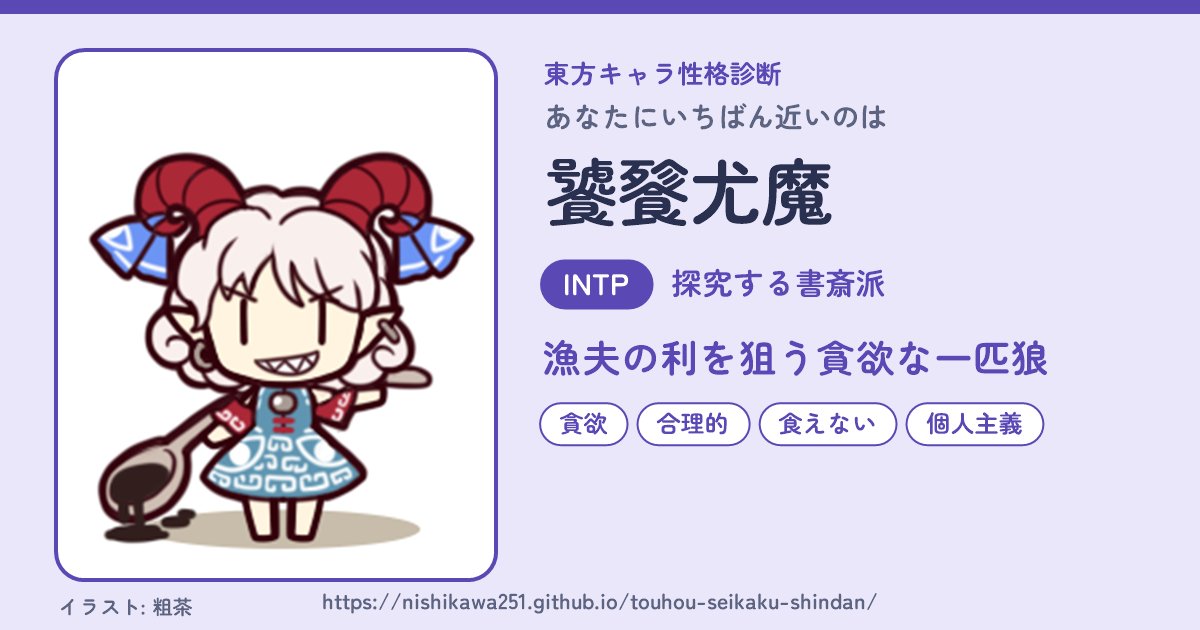 東方キャラ性格診断
あなたにいちばん近いのは
饕餮尤魔
INTP 探究する書斎派
漁夫の利を狙う貪欲な一匹狼
貪欲 合理的 食えない 個人主義
イラスト: 粗茶
https://nishikawa251.github.io/touhou-seikaku-shindan/